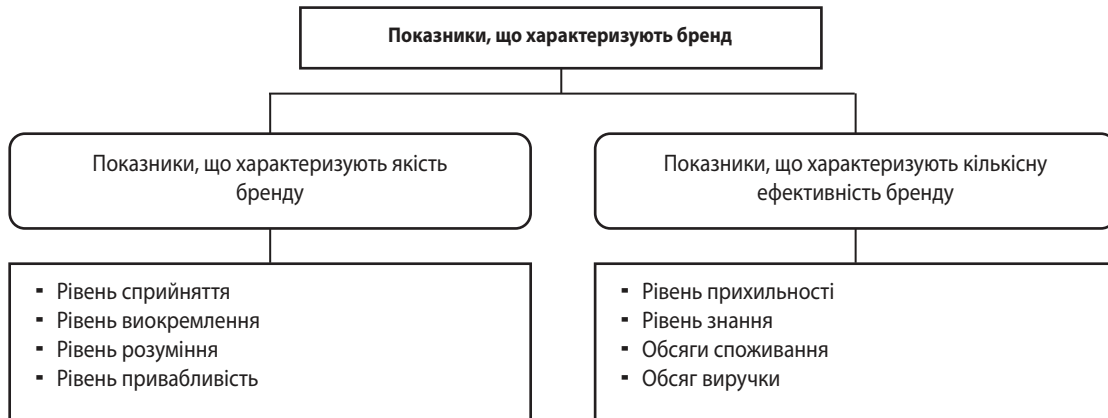 Показники, що характеризують бренд
Показники, що характеризують якість
бренду
Показники, що характеризують кількісну
ефективність бренду
▪ Рівень сприйняття
▪ Рівень виокремлення
▪ Рівень розуміння
▪ Рівень привабливість
▪ Рівень прихильності
▪ Рівень знання
▪ Обсяги споживання
▪ Обсяг виручки